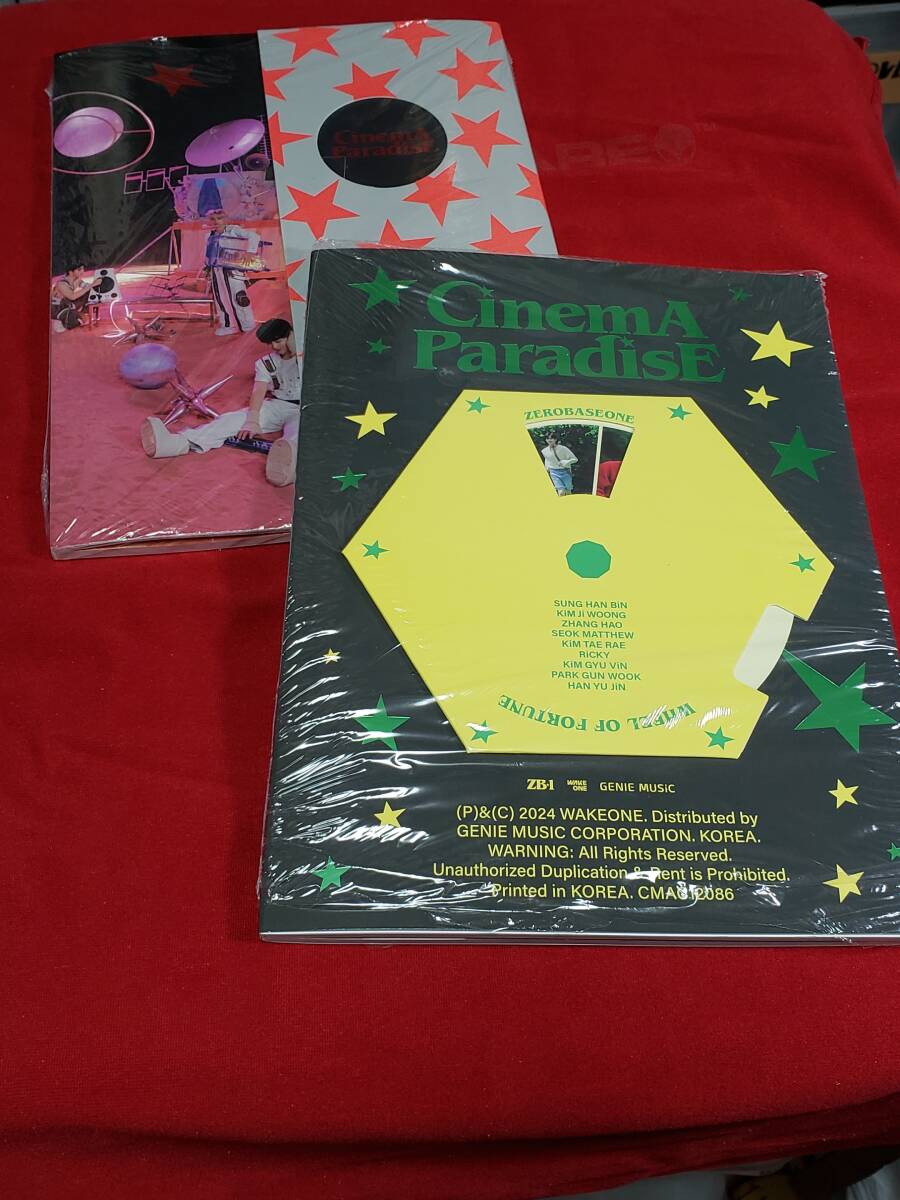 CinemA
ParadisE
CinemA
ParadisE
ZEROBASEONE
SUNG HAN BiN
KiM Ji WOONG
ZHANG HAO
SEOK MATTHEW
KiM TAE RAE
RiCKY
KiM GYU ViN
PARK GUN WOOK
HAN YU JiN
WHEEL OF FORTUNE
ZB·1 WAKE ONE GENIE MUSiC
(P)&(C) 2024 WAKEONE. Distributed by
GENIE MUSIC CORPORATION. KOREA.
WARNING: All Rights Reserved.
Unauthorized Duplication & Rent is Prohibited.
Printed in KOREA.